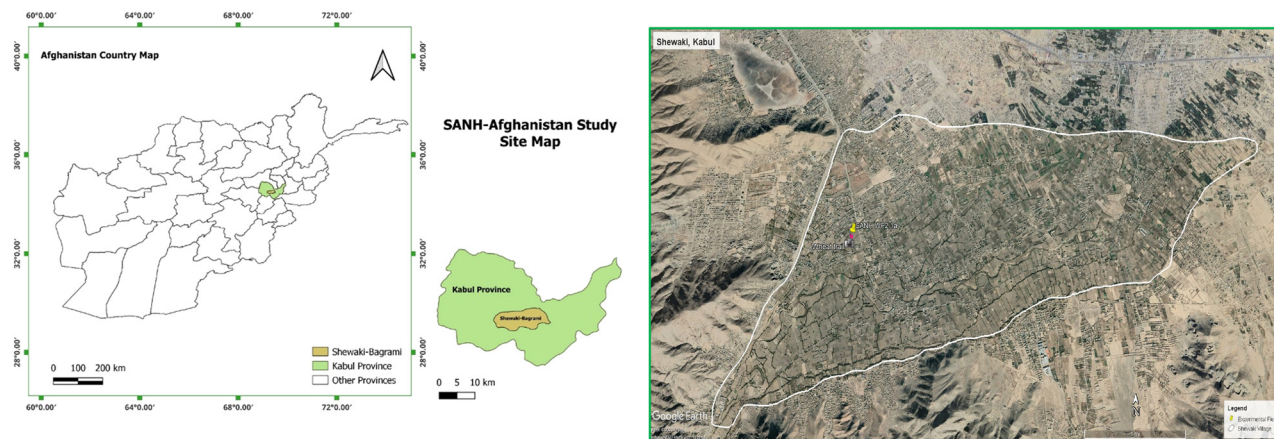 60°0.00'
64°0.00'
68°0.00'
72°0.00'
Afghanistan Country Map
40°0.00'
40°0.00'
36°0.00'
36°0.00'
32°0.00'
32°0.00'
28°0.00'
28°0.00'
0 100 200 km
Shewaki-Bagrami
Kabul Province
Other Provinces
60°0.00'
64°0.00'
68°0.00'
72°0.00'
SANH-Afghanistan Study
Site Map
Kabul Province
Shewaki-Bagrami
0 5 10 km
Shewaki, Kabul
Google Earth
N
Legend
Experimental Fie
Shewaki Village